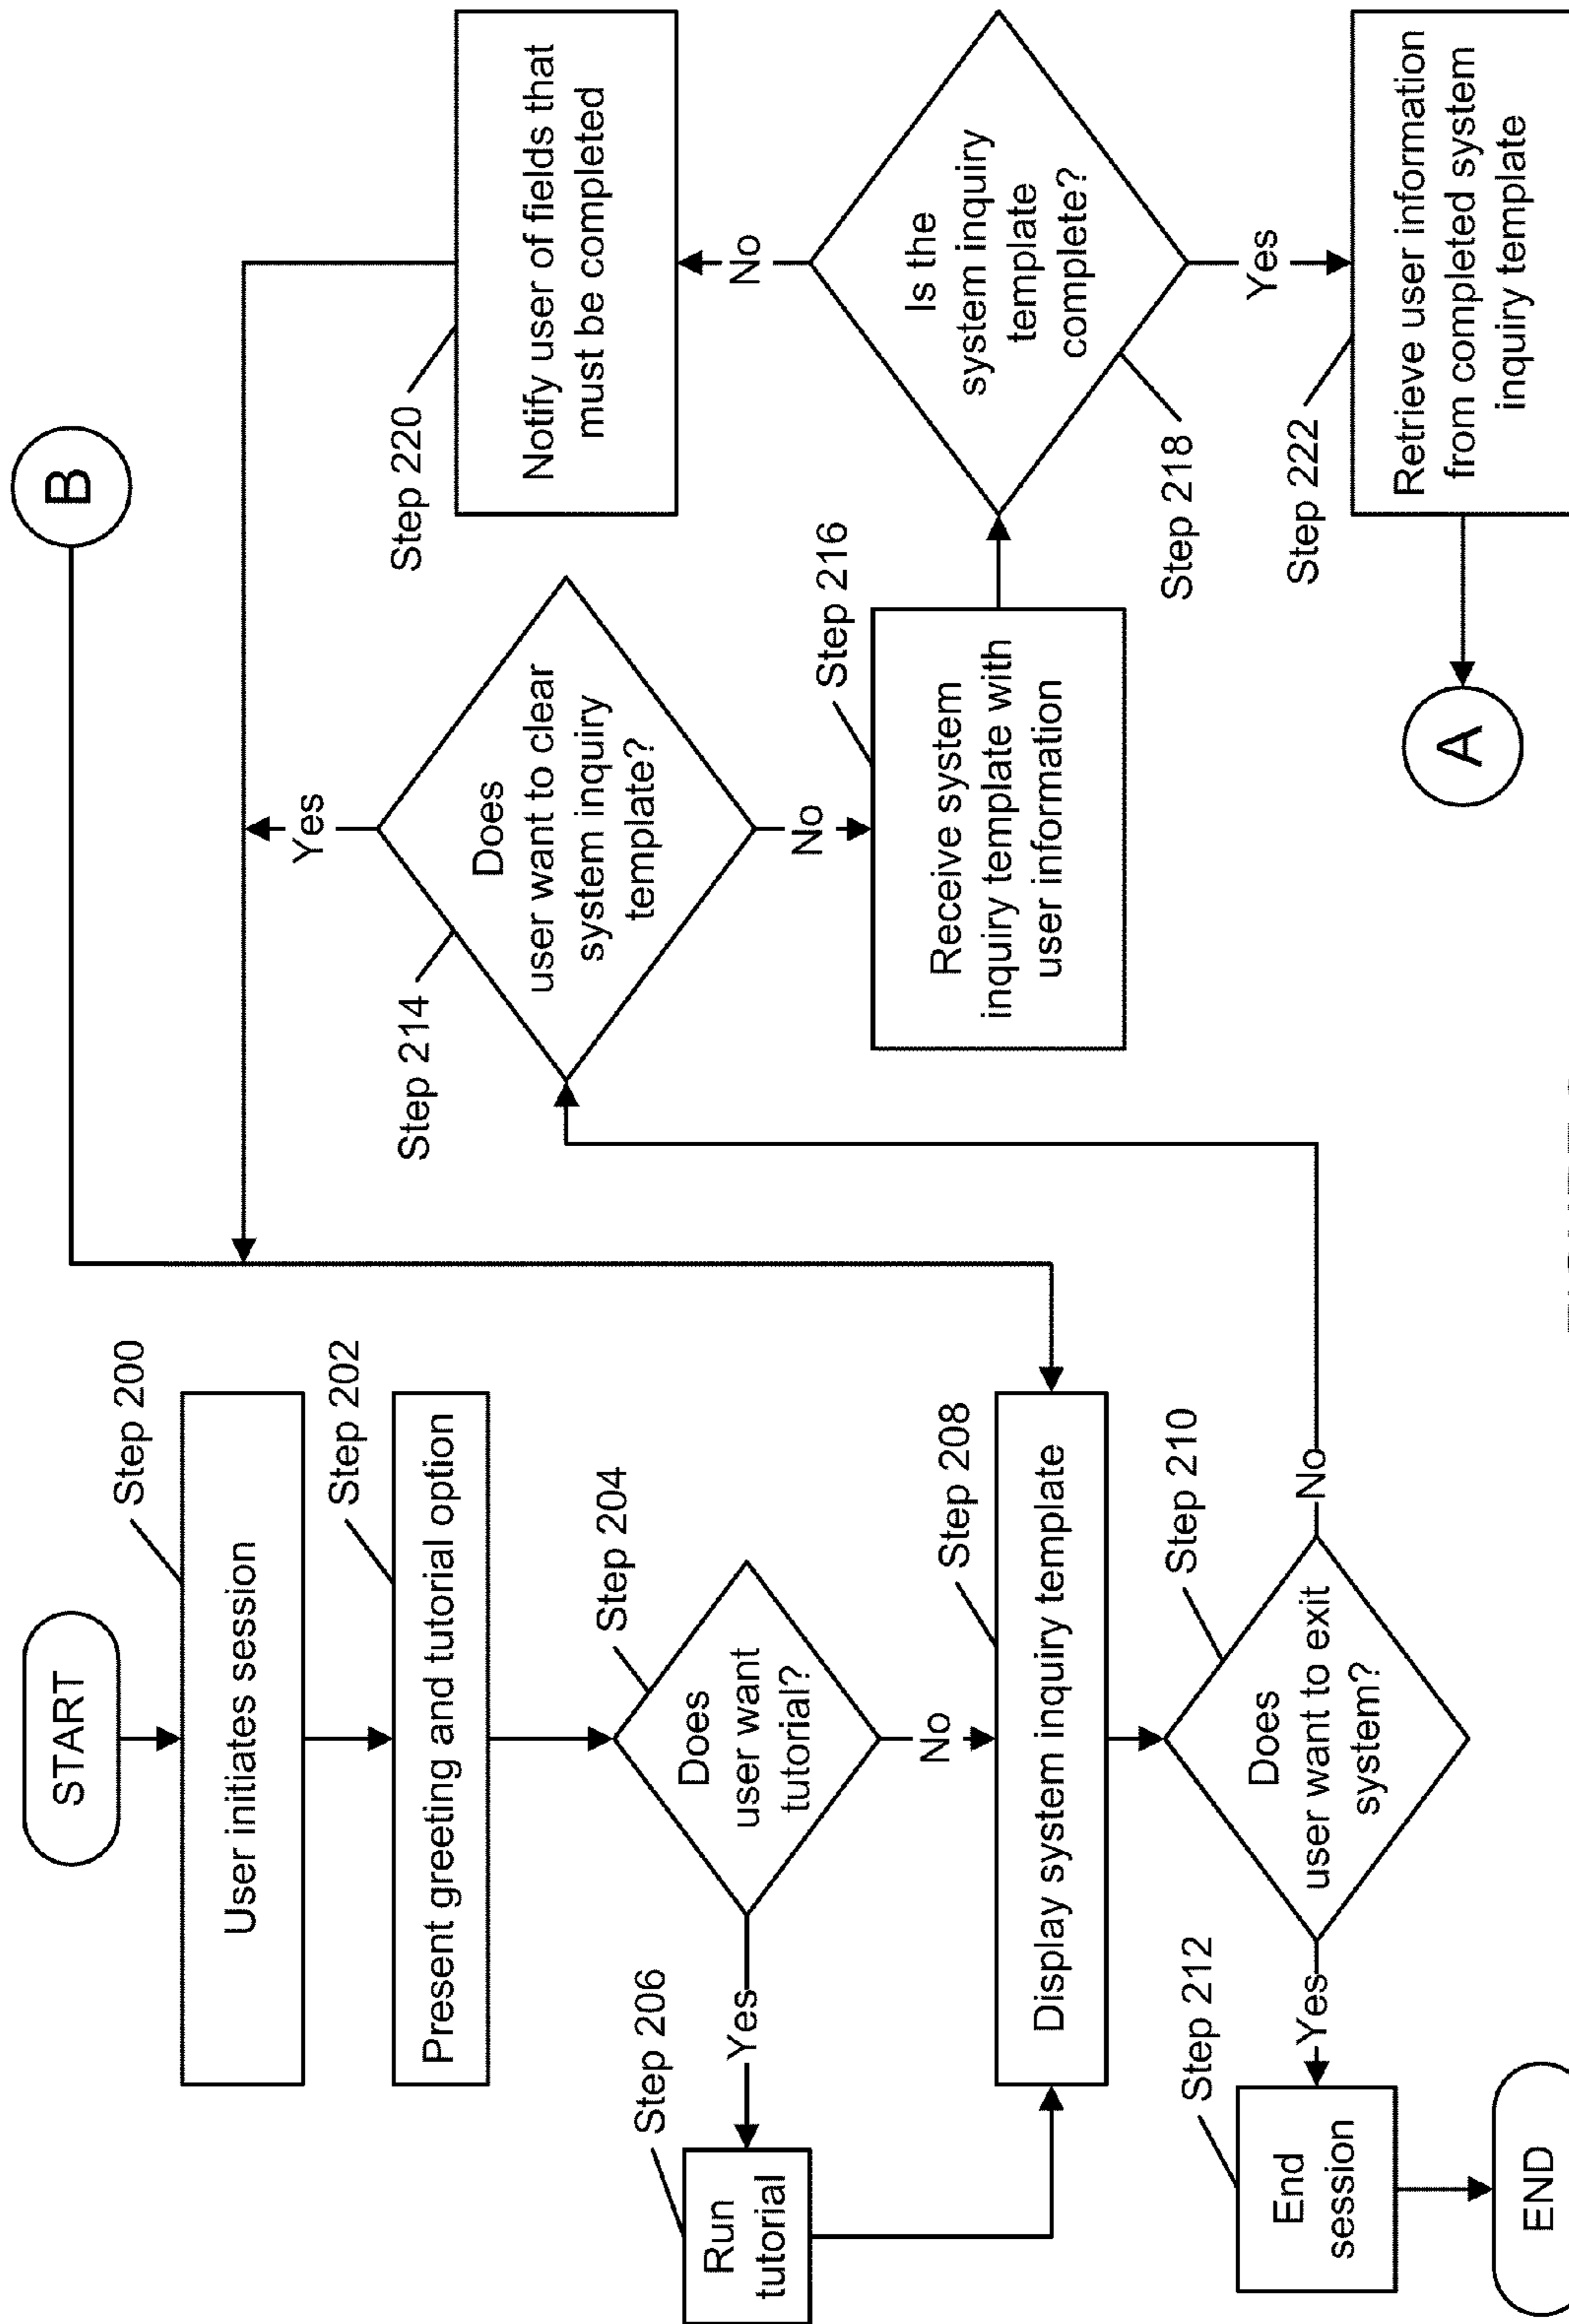 START
Step 200
User initiates session
Step 202
Present greeting and tutorial option
Step 204
Does
user want
tutorial?
Yes
No
Step 206
Run
tutorial
Step 208
Display system inquiry template
Step 210
Does
user want to exit
system?
Yes
No
Step 212
End
session
END
B
Step 214
Does
user want to clear
system inquiry
template?
Yes
No
Step 216
Receive system
inquiry template with
user information
Step 218
Is the
system inquiry
template
complete?
No
Yes
Step 220
Notify user of fields that
must be completed
Step 222
Retrieve user information
from completed system
inquiry template
A